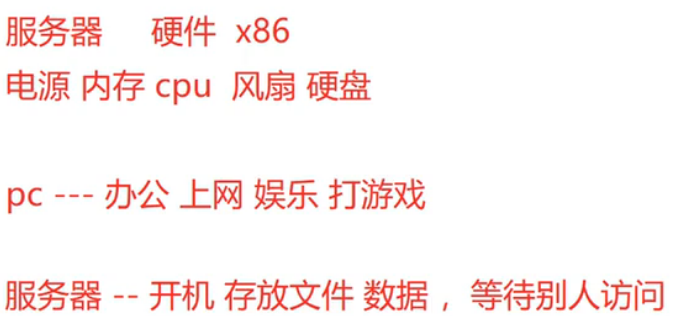 服务器 硬件 x86
电源 内存 cpu 风扇 硬盘
pc --- 办公 上网 娱乐 打游戏
服务器 -- 开机 存放文件 数据 ，等待别人访问